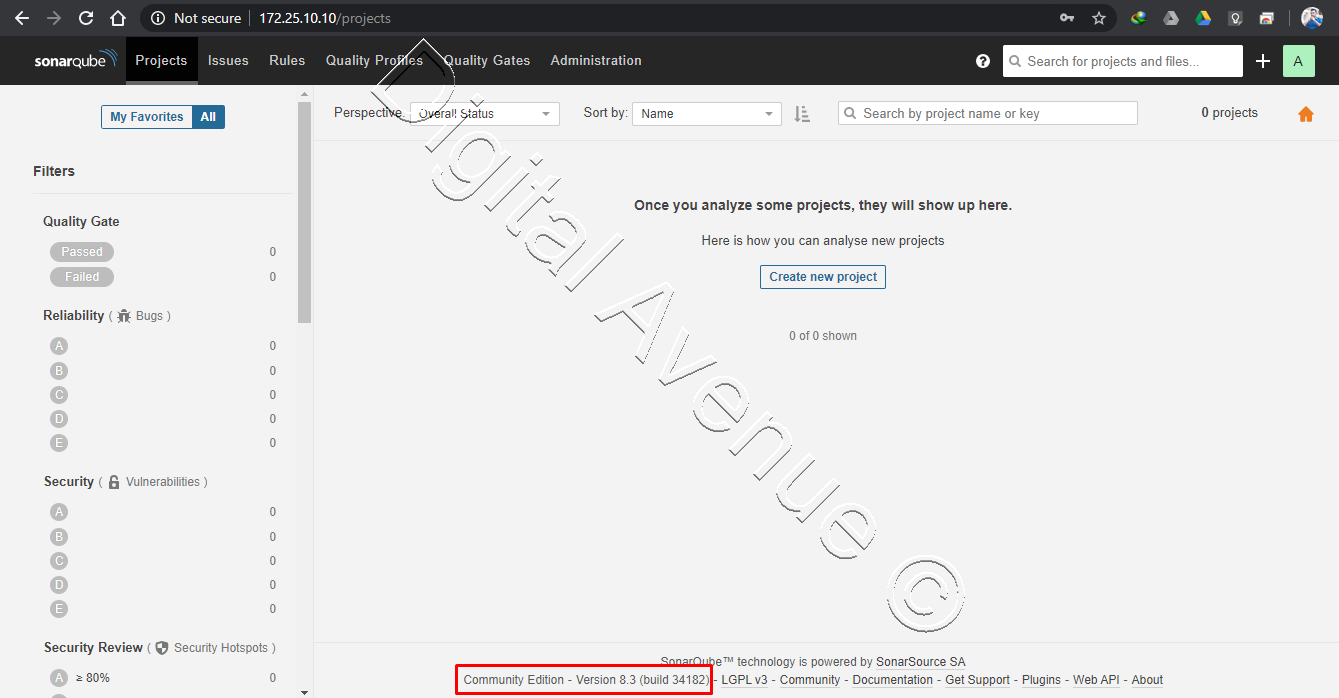 Not secure 172.25.10.10/projects
sonarqube Projects Issues Rules Quality Profiles Quality Gates Administration Search for projects and files... A
My Favorites All
Perspective: Overall Status Sort by: Name Search by project name or key 0 projects
Filters
Quality Gate
Passed 0
Failed 0
Reliability ( Bugs )
A 0
B 0
C 0
D 0
E 0
Security ( Vulnerabilities )
A 0
B 0
C 0
D 0
E 0
Security Review ( Security Hotspots )
A ≥ 80% 0
Once you analyze some projects, they will show up here.
Here is how you can analyse new projects
Create new project
0 of 0 shown
Digital Avenue ©
SonarQube™ technology is powered by SonarSource SA
Community Edition - Version 8.3 (build 34182) - LGPL v3 - Community - Documentation - Get Support - Plugins - Web API - About